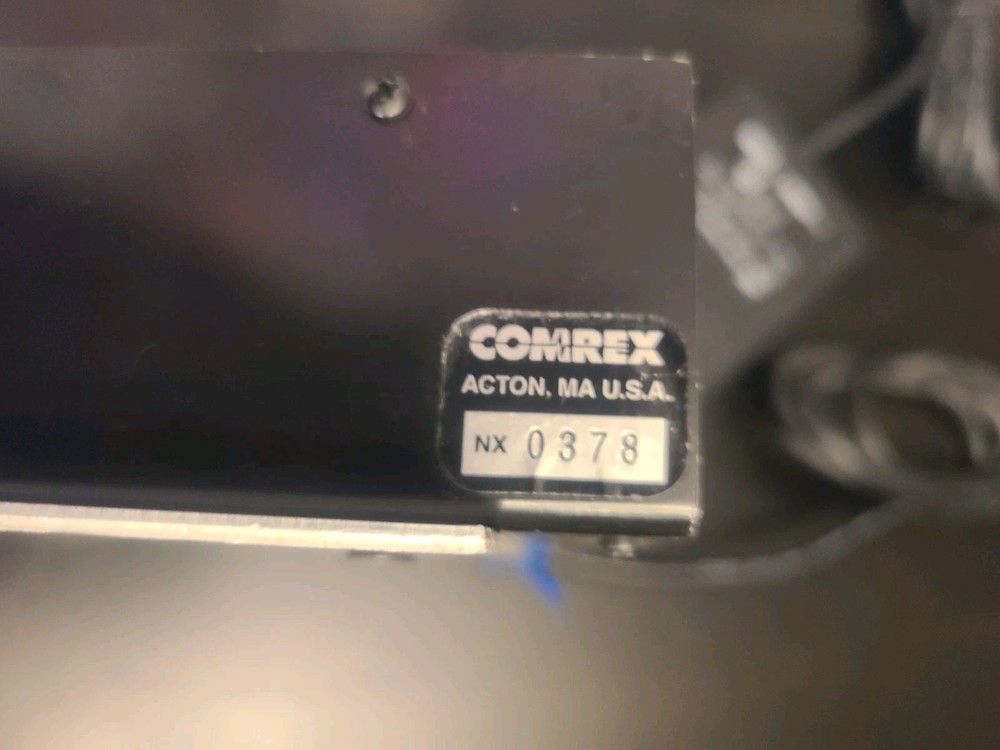 COMREX
ACTON, MA U.S.A.
NX 0378